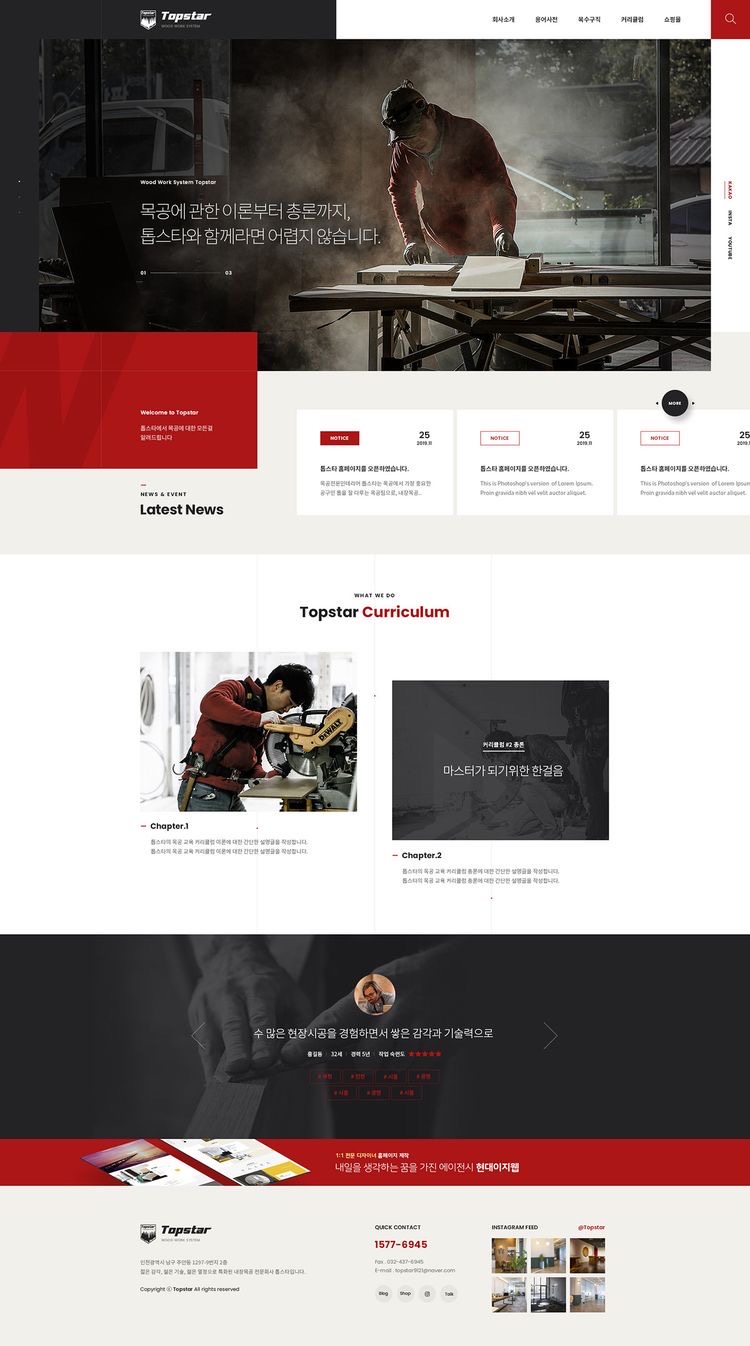 Topstar
WOOD WORK SYSTEM
회사소개 용어사전 목수구직 커리큘럼 쇼핑몰
Wood Work System Topstar
목공에 관한 이론부터 총론까지,
톱스타와 함께라면 어렵지 않습니다.
01 03
KAKAO INSTA YOUTUBE
Welcome to Topstar
톱스타에서 목공에 대한 모든걸
알려드립니다
MORE
NOTICE 25
2019.11
톱스타 홈페이지를 오픈하였습니다.
목공전문인테리어 톱스타는 목공에서 가장 중요한
공구인 톱을 잘 다루는 목공팀으로, 내장목공..
NOTICE 25
2019.11
톱스타 홈페이지를 오픈하였습니다.
This is Photoshop's version of Lorem Ipsum.
Proin gravida nibh vel velit auctor aliquet.
NOTICE 25
2019.11
톱스타 홈페이지를 오픈하였습니다.
This is Photoshop's version of Lorem Ipsum
Proin gravida nibh vel velit auctor aliquet.
NEWS & EVENT
Latest News
WHAT WE DO
Topstar Curriculum
DEWALT
Chapter.1
톱스타의 목공 교육 커리큘럼 이론에 대한 간단한 설명글을 작성합니다.
톱스타의 목공 교육 커리큘럼 이론에 대한 간단한 설명글을 작성합니다.
커리큘럼 #2 총론
마스터가 되기위한 한걸음
Chapter.2
톱스타의 목공 교육 커리큘럼 총론에 대한 간단한 설명글을 작성합니다.
톱스타의 목공 교육 커리큘럼 총론에 대한 간단한 설명글을 작성합니다.
수 많은 현장시공을 경험하면서 쌓은 감각과 기술력으로
홍길동 32세 경력 5년 작업 숙련도 ★★★★★
# 인천 # 서울 # 광명
# 서울 # 광명 # 서울
1:1 전문 디자이너 홈페이지 제작
내일을 생각하는 꿈을 가진 에이전시 현대이지웹
Topstar
WOOD WORK SYSTEM
인천광역시 남구 주안동 1297-9번지 2층
젊은 감각, 젊은 기술, 젊은 열정으로 특화된 내장목공 전문회사 톱스타입니다.
Copyright ⓒ Topstar All rights reserved
QUICK CONTACT
1577-6945
Fax . 032-437-6945
E-mail . topstar912@naver.com
Blog Shop Talk
INSTAGRAM FEED @Topstar